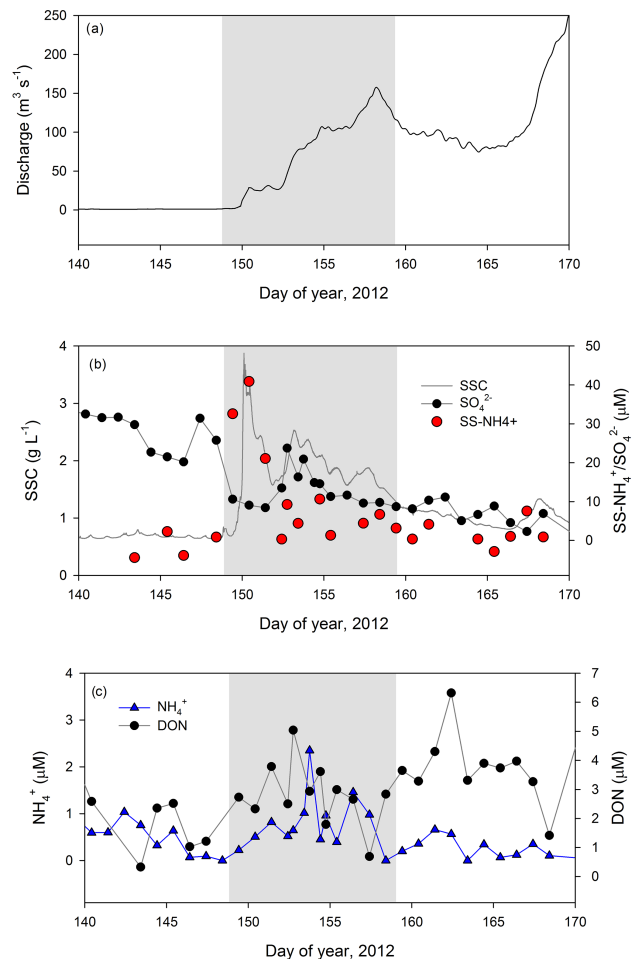 (a)
250
200
150
100
50
0
Discharge (m³ s⁻¹)
140 145 150 155 160 165 170
Day of year, 2012
(b)
4
3
2
1
0
SSC (g L⁻¹)
SSC
SO₄²⁻
SS-NH4+
50
40
30
20
10
0
SS-NH₄⁺/SO₄²⁻ (μM)
140 145 150 155 160 165 170
Day of year, 2012
(c)
4
3
2
1
0
NH₄⁺ (μM)
NH₄⁺
DON
7
6
5
4
3
2
1
0
DON (μM)
140 145 150 155 160 165 170
Day of year, 2012